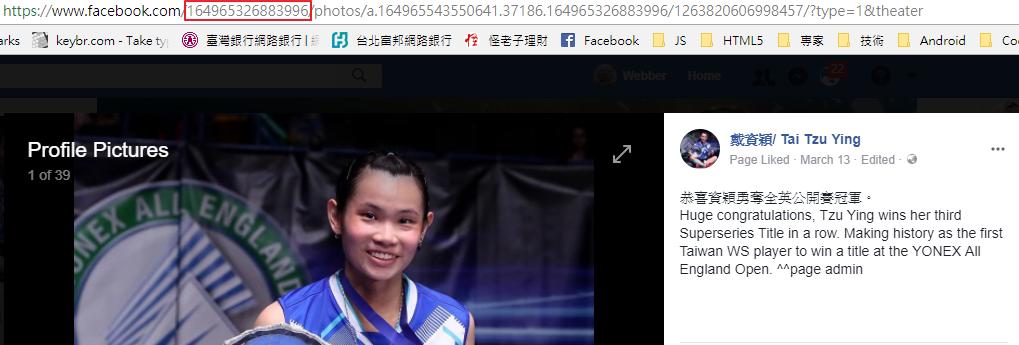 https://www.facebook.com/164965326883996/photos/a.164965543550641.37186.164965326883996/1263820606998457/?type=1&theater
arks keybr.com - Take typ 臺灣銀行網路銀行 | 網 台北富邦網路銀行 怪老子理財 Facebook JS HTML5 專家 技術 Android Co
Webber Home -22
Profile Pictures
1 of 39
戴資穎/ Tai Tzu Ying
Page Liked · March 13 · Edited ·
恭喜資穎勇奪全英公開賽冠軍。
Huge congratulations, Tzu Ying wins her third
Superseries Title in a row. Making history as the first
Taiwan WS player to win a title at the YONEX All
England Open. ^^page admin
YONEX ALL ENGLAND